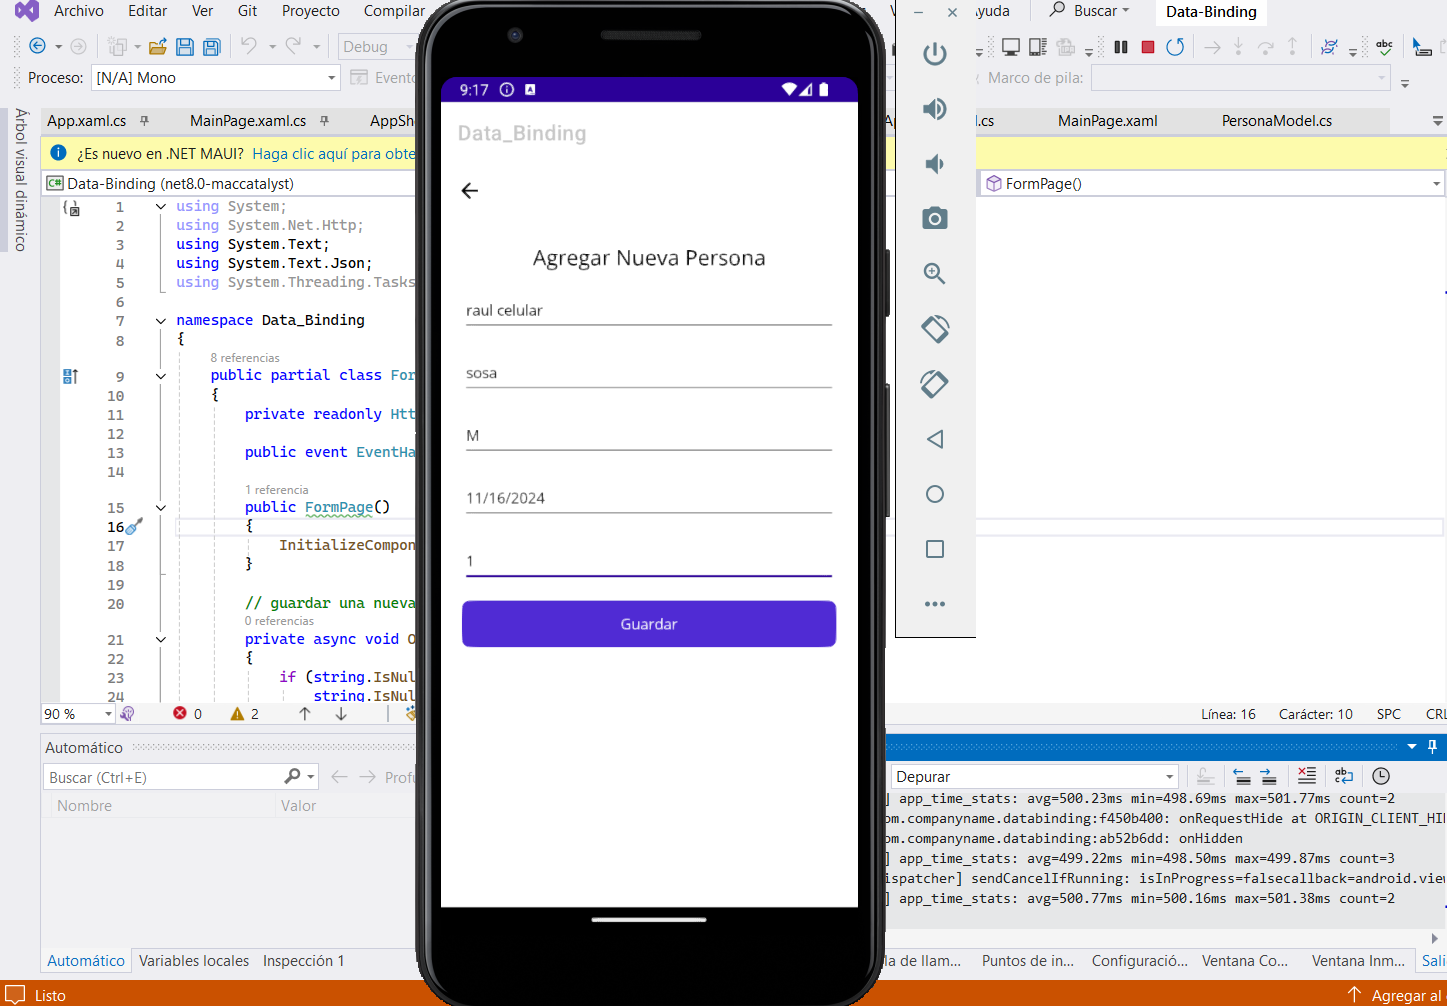 Archivo Editar Ver Git Proyecto Compilar
Buscar
Data-Binding
Debug
Proceso: [N/A] Mono
Marco de pila:
App.xaml.cs MainPage.xaml.cs
MainPage.xaml PersonaModel.cs
¿Es nuevo en .NET MAUI? Haga clic aquí para obte
Data-Binding (net8.0-maccatalyst)
FormPage()
Árbol visual dinámico
1 using System;
2 using System.Net.Http;
3 using System.Text;
4 using System.Text.Json;
5 using System.Threading.Tasks
6
7 namespace Data_Binding
8 {
8 referencias
9 public partial class For
10 {
11 private readonly Htt
12
13 public event EventHa
14
1 referencia
15 public FormPage()
16 {
17 InitializeCompon
18 }
19
20 // guardar una nueva
0 referencias
21 private async void O
22 {
23 if (string.IsNul
24 string.IsNul
90 % 0 2
Línea: 16 Carácter: 10 SPC CRL
9:17
Data_Binding
Agregar Nueva Persona
raul celular
sosa
M
11/16/2024
1
Guardar
Automático
Buscar (Ctrl+E)
Nombre Valor
Automático Variables locales Inspección 1
Depurar
] app_time_stats: avg=500.23ms min=498.69ms max=501.77ms count=2
om.companyname.databinding:f450b400: onRequestHide at ORIGIN_CLIENT_HI
om.companyname.databinding:ab52b6dd: onHidden
] app_time_stats: avg=499.22ms min=498.50ms max=499.87ms count=3
ispatcher] sendCancelIfRunning: isInProgress=falsecallback=android.view
] app_time_stats: avg=500.77ms min=500.16ms max=501.38ms count=2
la de llam... Puntos de in... Configuració... Ventana Co... Ventana Inm... Sali
Listo
Agregar al